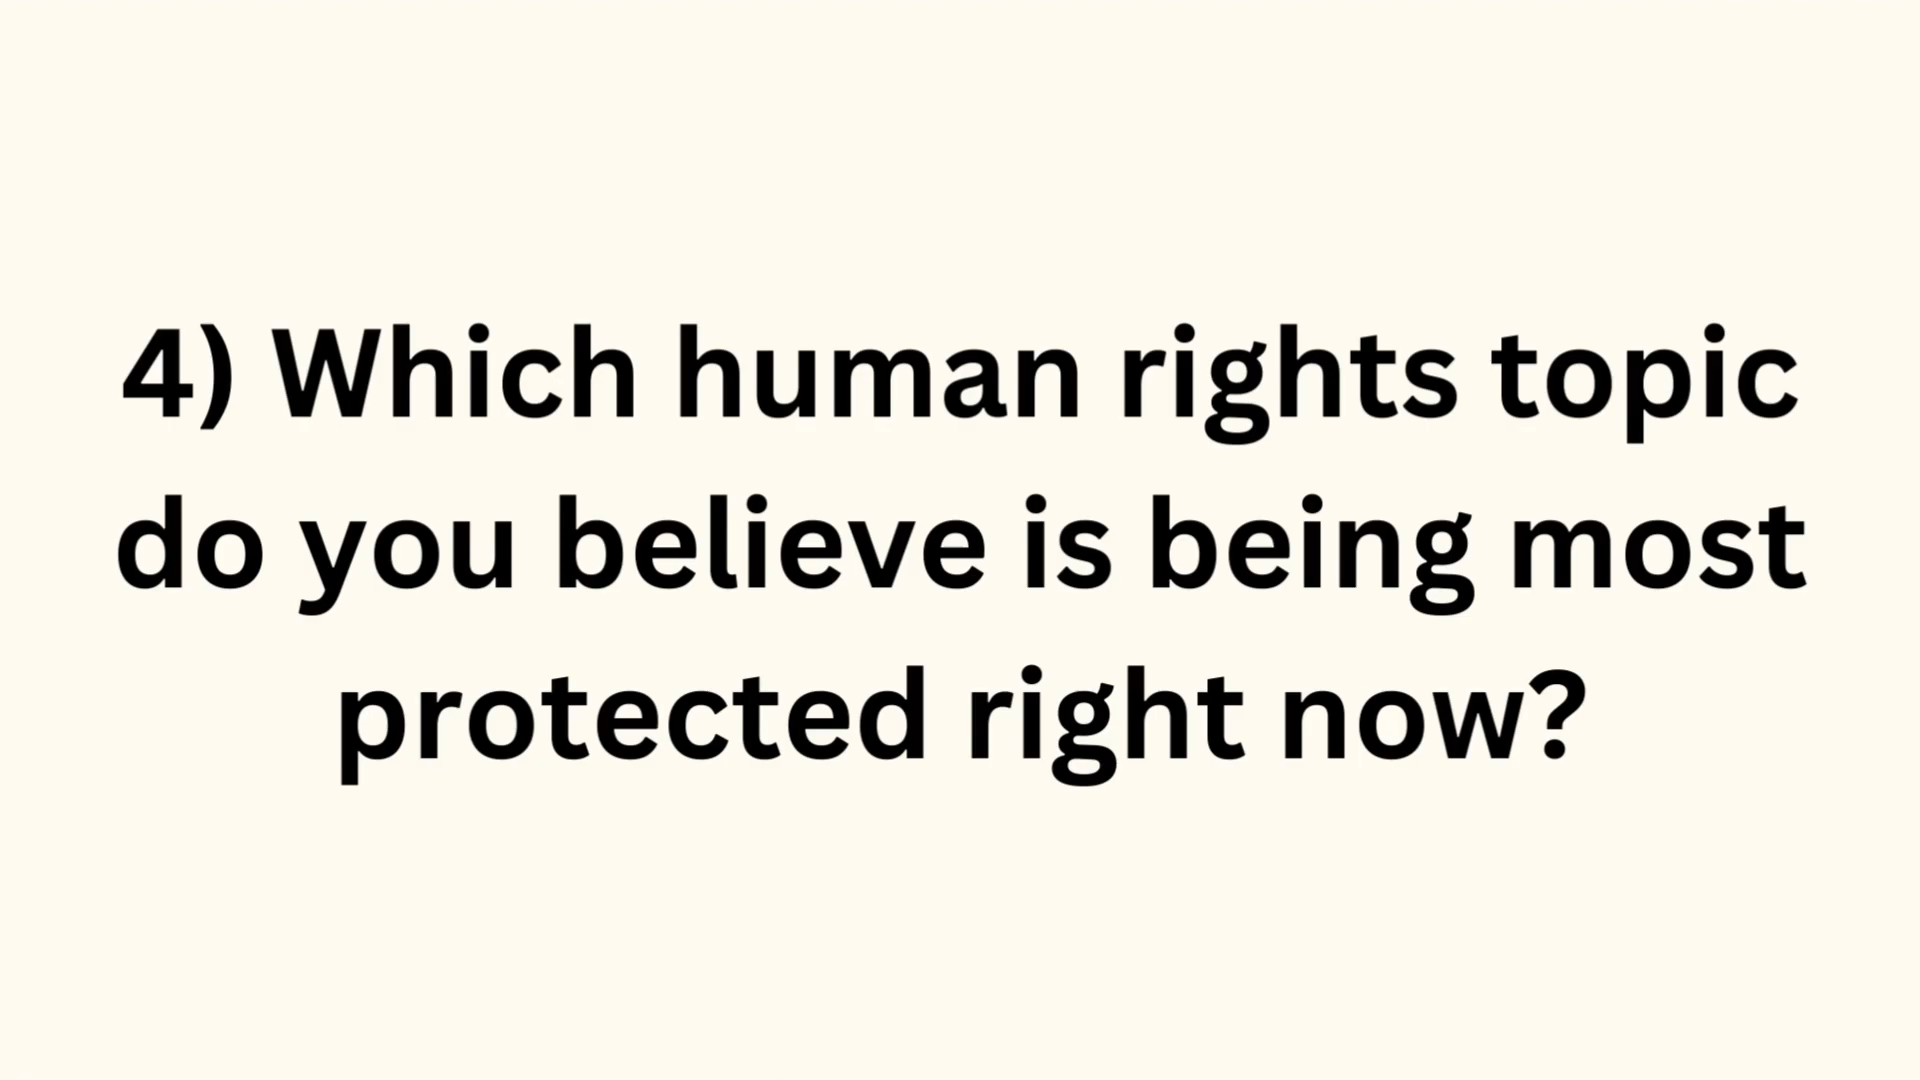 4) Which human rights topic
do you believe is being most
protected right now?